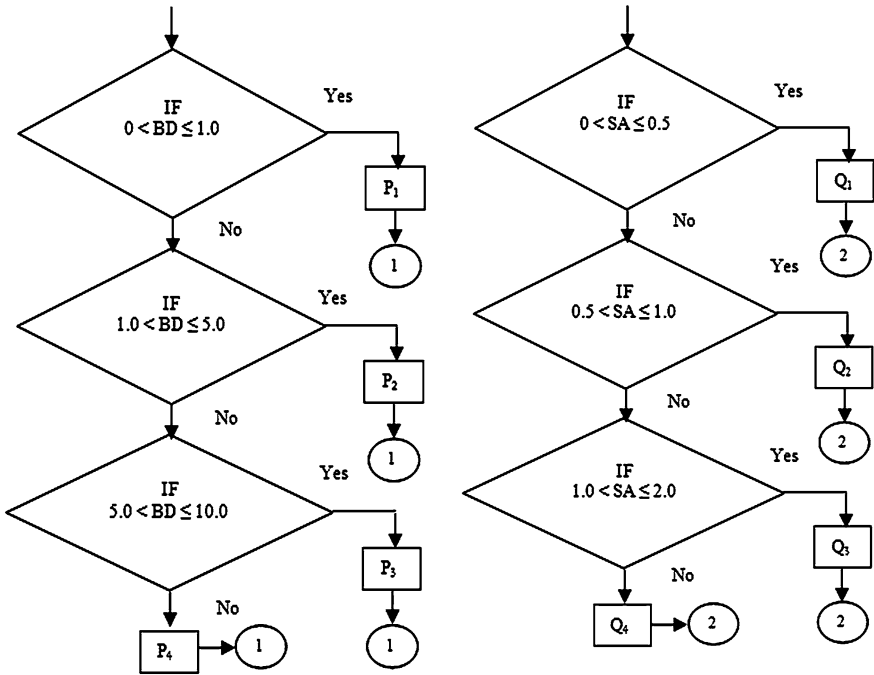 IF
0 < BD ≤ 1.0
Yes
P₁
1
No
IF
1.0 < BD ≤ 5.0
Yes
P₂
1
No
IF
5.0 < BD ≤ 10.0
Yes
P₃
1
No
P₄
1
IF
0 < SA ≤ 0.5
Yes
Q₁
2
No
IF
0.5 < SA ≤ 1.0
Yes
Q₂
2
No
IF
1.0 < SA ≤ 2.0
Yes
Q₃
2
No
Q₄
2